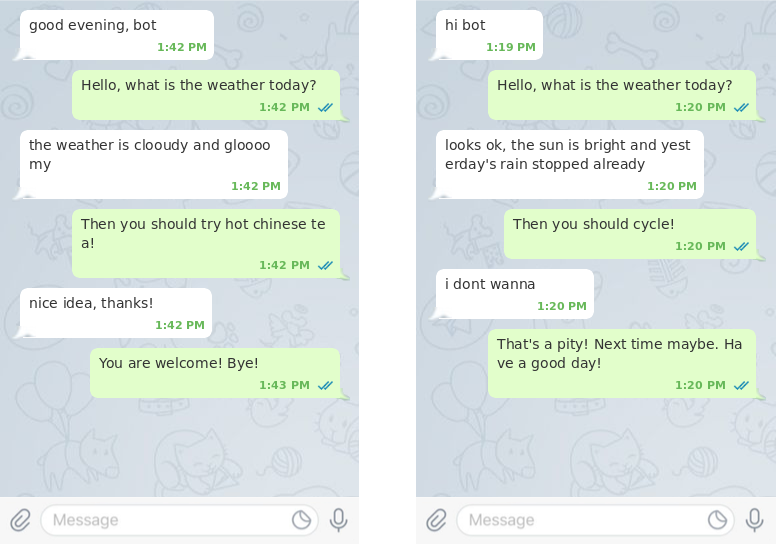 good evening, bot
1:42 PM
Hello, what is the weather today?
1:42 PM
the weather is clooudy and gloooo
my
1:42 PM
Then you should try hot chinese te
a!
1:42 PM
nice idea, thanks!
1:42 PM
You are welcome! Bye!
1:43 PM
Message
hi bot
1:19 PM
Hello, what is the weather today?
1:20 PM
looks ok, the sun is bright and yest
erday's rain stopped already
1:20 PM
Then you should cycle!
1:20 PM
i dont wanna
1:20 PM
That's a pity! Next time maybe. Ha
ve a good day!
1:20 PM
Message